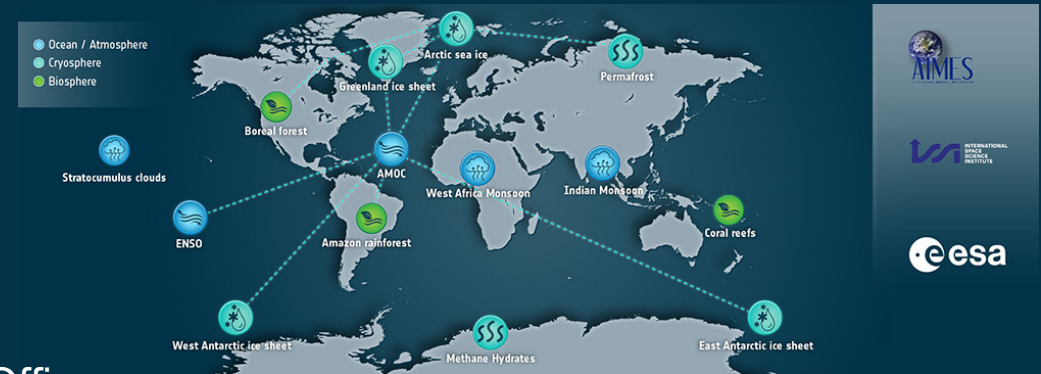 Ocean / Atmosphere
Cryosphere
Biosphere
Arctic sea ice
Greenland ice sheet
Permafrost
Boreal forest
Stratocumulus clouds
AMOC
West Africa Monsoon
Indian Monsoon
ENSO
Amazon rainforest
Coral reefs
West Antarctic ice sheet
Methane Hydrates
East Antarctic ice sheet
AIMES
INTERNATIONAL
SPACE
SCIENCE
INSTITUTE
esa